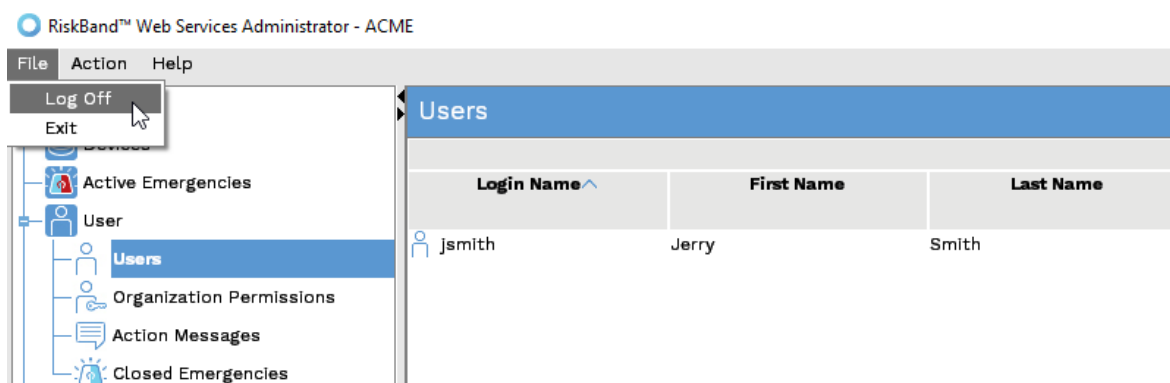 RiskBand™ Web Services Administrator - ACME
File Action Help
Log Off
Exit
Devices
Active Emergencies
User
Users
Organization Permissions
Action Messages
Closed Emergencies
Users
Login Name First Name Last Name
jsmith Jerry Smith